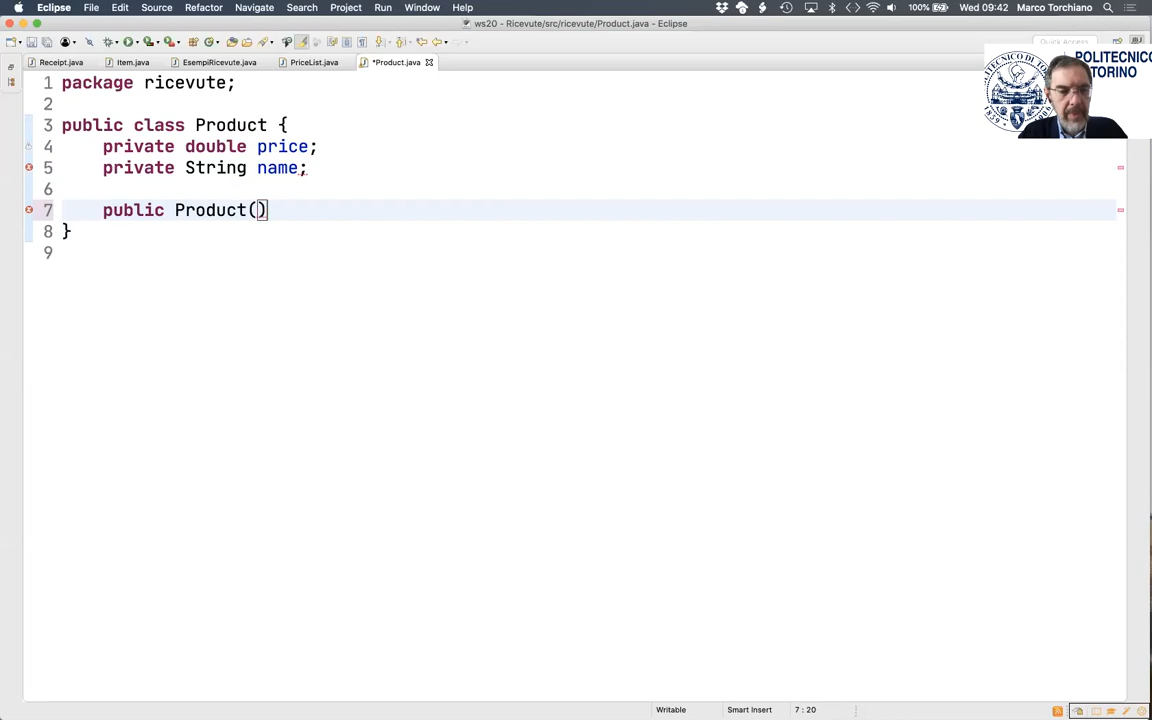 Eclipse File Edit Source Refactor Navigate Search Project Run Window Help 100% Wed 09:42 Marco Torchiano
ws20 - Ricevute/src/ricevute/Product.java - Eclipse
Quick Access
Receipt.java Item.java EsempiRicevute.java PriceList.java *Product.java
POLITECNICO
TORINO
1 package ricevute;
2
3 public class Product {
4 private double price;
5 private String name;
6
7 public Product()
8 }
9
Writable Smart Insert 7 : 20